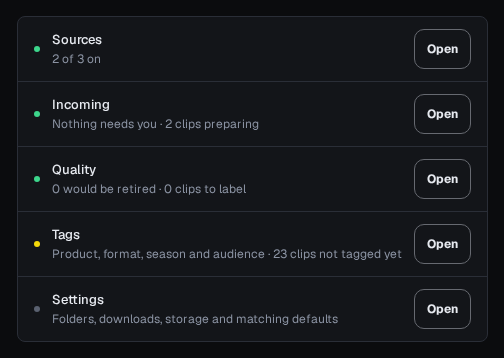 Sources
2 of 3 on
Open
Incoming
Nothing needs you · 2 clips preparing
Open
Quality
0 would be retired · 0 clips to label
Open
Tags
Product, format, season and audience · 23 clips not tagged yet
Open
Settings
Folders, downloads, storage and matching defaults
Open